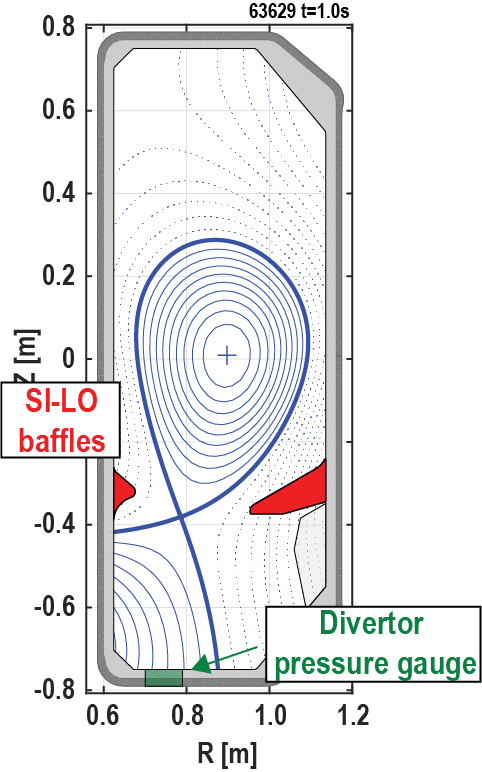 63629 t=1.0s
0.8
0.6
0.4
0.2
0
Z [m]
SI-LO
baffles
-0.4
-0.6
Divertor
pressure gauge
-0.8
0.6 0.8 1.0 1.2
R [m]